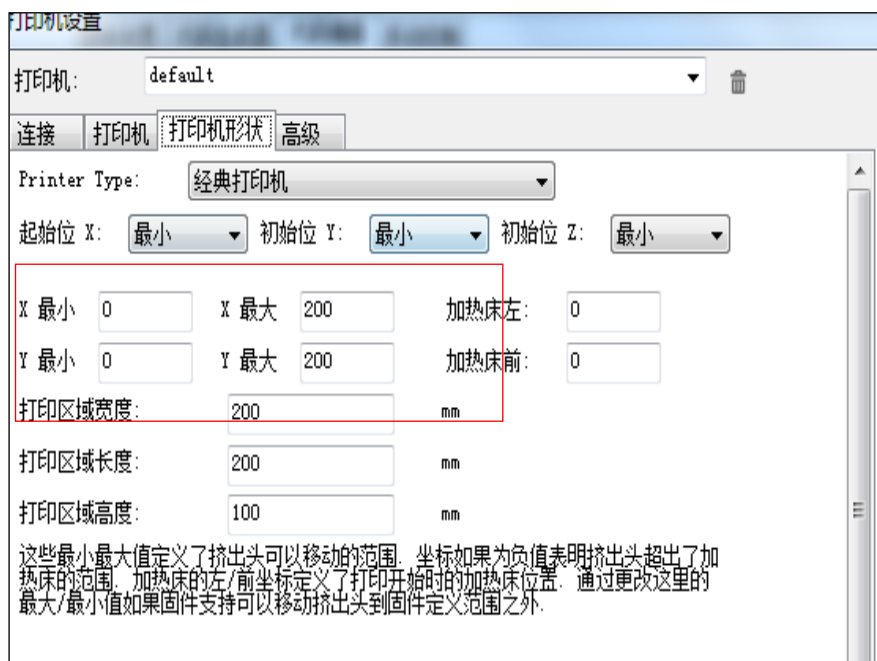 打印机设置
打印机: default
连接 打印机 打印机形状 高级
Printer Type: 经典打印机
起始位 X: 最小 初始位 Y: 最小 初始位 Z: 最小
X 最小 0 X 最大 200 加热床左: 0
Y 最小 0 Y 最大 200 加热床前: 0
打印区域宽度: 200 mm
打印区域长度: 200 mm
打印区域高度: 100 mm
这些最小最大值定义了挤出头可以移动的范围. 坐标如果为负值表明挤出头超出了加
热床的范围. 加热床的左/前坐标定义了打印开始时的加热床位置. 通过更改这里的
最大/最小值如果固件支持可以移动挤出头到固件定义范围之外.